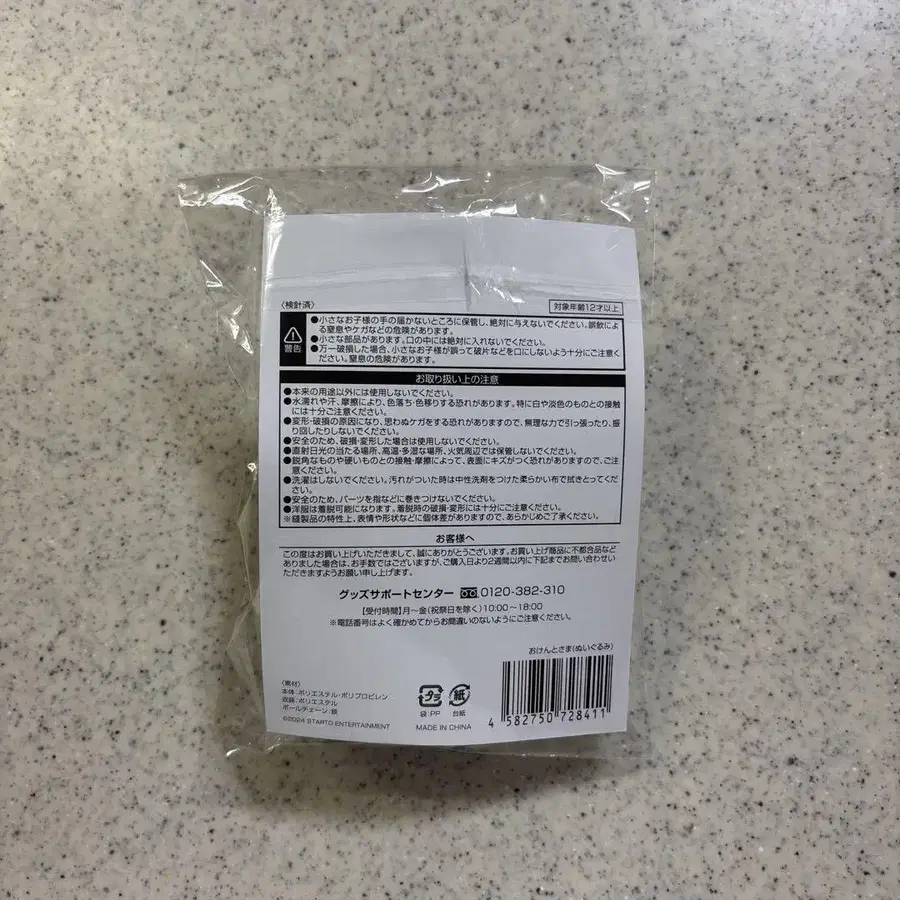 〈検針済〉
対象年齢12才以上
警告
●小さなお子様の手の届かないところに保管し、絶対に与えないでください。誤飲によ
る窒息やケガなどの危険があります。
●小さな部品があります。口の中には絶対に入れないでください。
●万一破損した場合、小さなお子様が誤って破片などを口にしないよう十分にご注意く
ださい。窒息の危険があります。
お取り扱い上の注意
●本来の用途以外には使用しないでください。
●水濡れや汗、摩擦により、色落ち・色移りする恐れがあります。特に白や淡色のものとの接触
には十分ご注意ください。
●変形・破損の原因になり、思わぬケガをする恐れがありますので、無理な力で引っ張ったり、振
り回したりしないでください。
●安全のため、破損・変形した場合は使用しないでください。
●直射日光の当たる場所、高温・多湿な場所、火気周辺では保管しないでください。
●鋭角なものや硬いものとの接触・摩擦によって、表面にキズがつく恐れがありますので、ご注
意ください。
●洗濯はしないでください。汚れがついた時は中性洗剤をつけた柔らかい布で拭きとってくだ
さい。
●安全のため、パーツを指などに巻きつけないでください。
●洋服は着脱可能になります。着脱時の破損・変形には十分にご注意ください。
※縫製品の特性上、表情や形状などに個体差がありますので、あらかじめご了承ください。
お客様へ
この度はお買い上げいただきまして、誠にありがとうございます。お買い上げ商品に不都合品など
ありました場合は、お手数ではございますが、ご購入日より2週間以内に下記までお問い合わせい
ただきますようお願い申し上げます。
グッズサポートセンター 0120-382-310
【受付時間】月〜金(祝祭日を除く)10:00〜18:00
※電話番号はよく確かめてからお間違いのないようにご注意ください。
おけんとさま(ぬいぐるみ)
〈素材〉
本体:ポリエステル・ポリプロピレン
衣装:ポリエステル
ボールチェーン:鉄
©2024 STARTO ENTERTAINMENT
プラ
袋:PP
紙
台紙
MADE IN CHINA
4 582750 728411